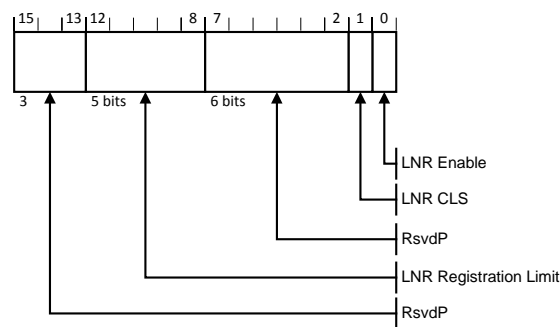 15 13 12 8 7 2 1 0
3 5 bits 6 bits
LNR Enable
LNR CLS
RsvdP
LNR Registration Limit
RsvdP